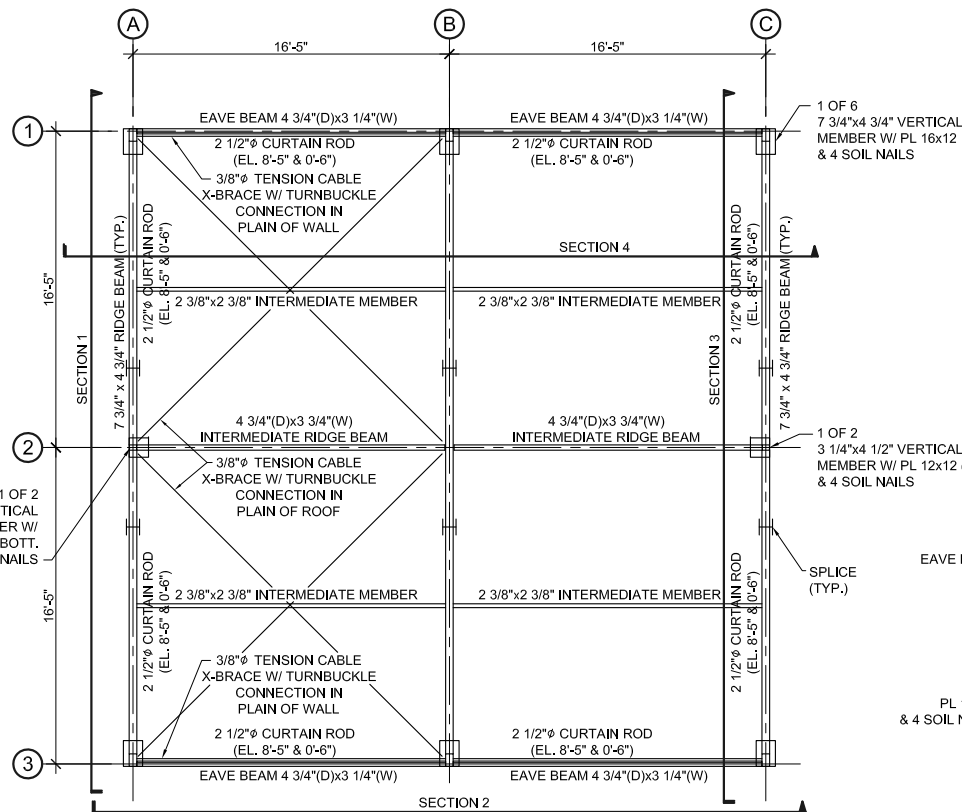 A
B
C
16'-5"
16'-5"
1
EAVE BEAM 4 3/4"(D)x3 1/4"(W)
EAVE BEAM 4 3/4"(D)x3 1/4"(W)
2 1/2"φ CURTAIN ROD
(EL. 8'-5" & 0'-6")
2 1/2"φ CURTAIN ROD
(EL. 8'-5" & 0'-6")
1 OF 6
7 3/4"x4 3/4" VERTICAL
MEMBER W/ PL 16x12
& 4 SOIL NAILS
3/8"φ TENSION CABLE
X-BRACE W/ TURNBUCKLE
CONNECTION IN
PLAIN OF WALL
SECTION 4
16'-5"
SECTION 1
7 3/4" x 4 3/4" RIDGE BEAM (TYP.)
2 1/2"φ CURTAIN ROD
(EL. 8'-5" & 0'-6")
2 3/8"x2 3/8" INTERMEDIATE MEMBER
2 3/8"x2 3/8" INTERMEDIATE MEMBER
SECTION 3
2 1/2"φ CURTAIN ROD
(EL. 8'-5" & 0'-6")
7 3/4" x 4 3/4" RIDGE BEAM (TYP.)
2
4 3/4"(D)x3 3/4"(W)
INTERMEDIATE RIDGE BEAM
4 3/4"(D)x3 3/4"(W)
INTERMEDIATE RIDGE BEAM
1 OF 2
3 1/4"x4 1/2" VERTICAL
MEMBER W/ PL 12x12
& 4 SOIL NAILS
3/8"φ TENSION CABLE
X-BRACE W/ TURNBUCKLE
CONNECTION IN
PLAIN OF ROOF
1 OF 2
TICAL
ER W/
BOTT.
NAILS
16'-5"
2 1/2"φ CURTAIN ROD
(EL. 8'-5" & 0'-6")
2 3/8"x2 3/8" INTERMEDIATE MEMBER
2 3/8"x2 3/8" INTERMEDIATE MEMBER
2 1/2"φ CURTAIN ROD
(EL. 8'-5" & 0'-6")
SPLICE
(TYP.)
EAVE
3/8"φ TENSION CABLE
X-BRACE W/ TURNBUCKLE
CONNECTION IN
PLAIN OF WALL
PL
& 4 SOIL
2 1/2"φ CURTAIN ROD
(EL. 8'-5" & 0'-6")
2 1/2"φ CURTAIN ROD
(EL. 8'-5" & 0'-6")
3
EAVE BEAM 4 3/4"(D)x3 1/4"(W)
EAVE BEAM 4 3/4"(D)x3 1/4"(W)
SECTION 2